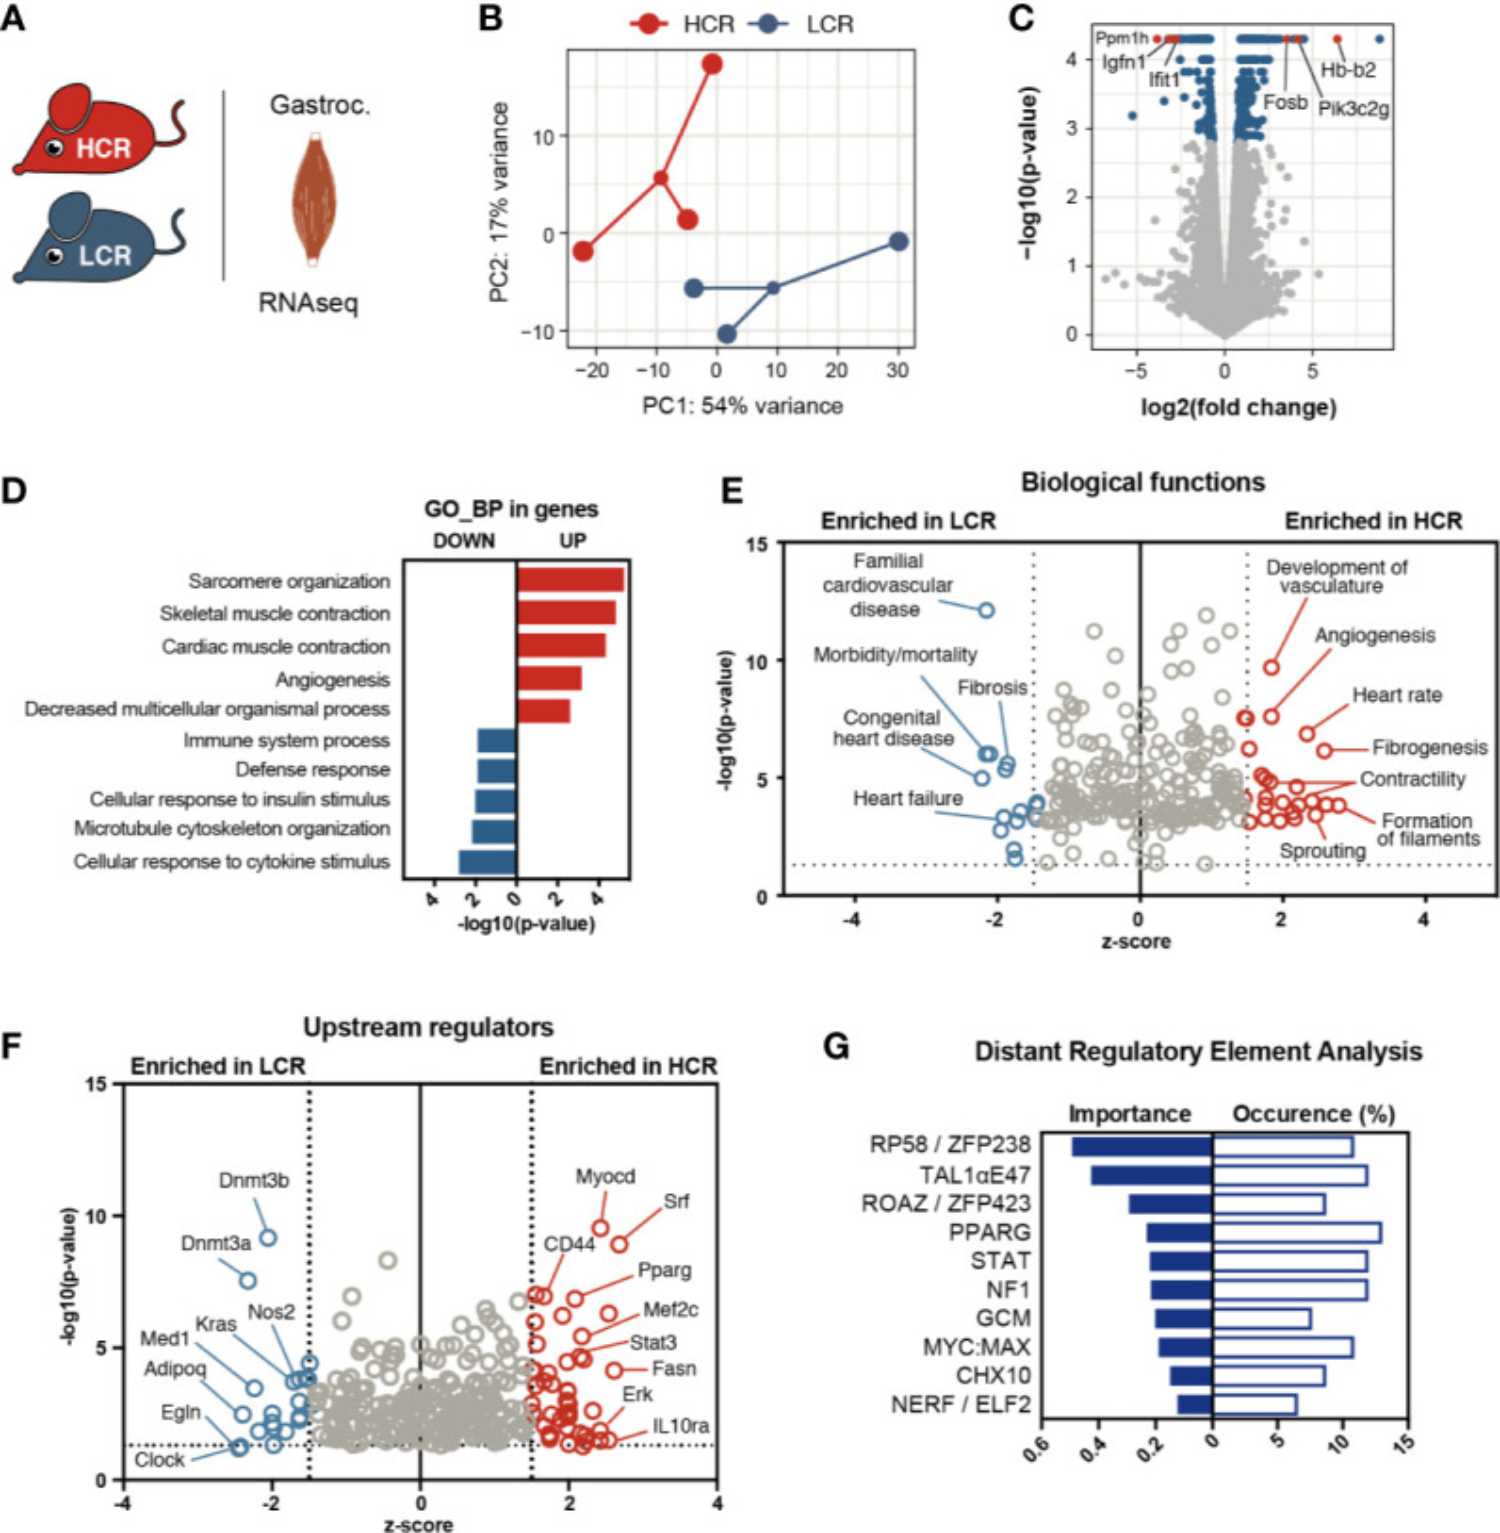 A
HCR
LCR
Gastroc.
RNAseq
B
HCR LCR
PC2: 17% variance
10
0
−10
−20 −10 0 10 20 30
PC1: 54% variance
C
−log10(p-value)
4
3
2
1
0
Ppm1h
Igfn1
Ifit1
Fosb
Hb-b2
Pik3c2g
−5 0 5
log2(fold change)
D
GO_BP in genes
DOWN UP
Sarcomere organization
Skeletal muscle contraction
Cardiac muscle contraction
Angiogenesis
Decreased multicellular organismal process
Immune system process
Defense response
Cellular response to insulin stimulus
Microtubule cytoskeleton organization
Cellular response to cytokine stimulus
4 2 0 2 4
-log10(p-value)
E
Biological functions
Enriched in LCR Enriched in HCR
-log10(p-value)
15
10
5
0
Familial
cardiovascular
disease
Morbidity/mortality
Fibrosis
Congenital
heart disease
Heart failure
Development of
vasculature
Angiogenesis
Heart rate
Fibrogenesis
Contractility
Formation
of filaments
Sprouting
-4 -2 0 2 4
z-score
F
Upstream regulators
Enriched in LCR Enriched in HCR
-log10(p-value)
15
10
5
0
Dnmt3b
Dnmt3a
Nos2
Kras
Med1
Adipoq
Egln
Clock
Myocd
Srf
CD44
Pparg
Mef2c
Stat3
Fasn
Erk
IL10ra
-4 -2 0 2 4
z-score
G
Distant Regulatory Element Analysis
Importance Occurence (%)
RP58 / ZFP238
TAL1αE47
ROAZ / ZFP423
PPARG
STAT
NF1
GCM
MYC:MAX
CHX10
NERF / ELF2
0.6 0.4 0.2 0 5 10 15